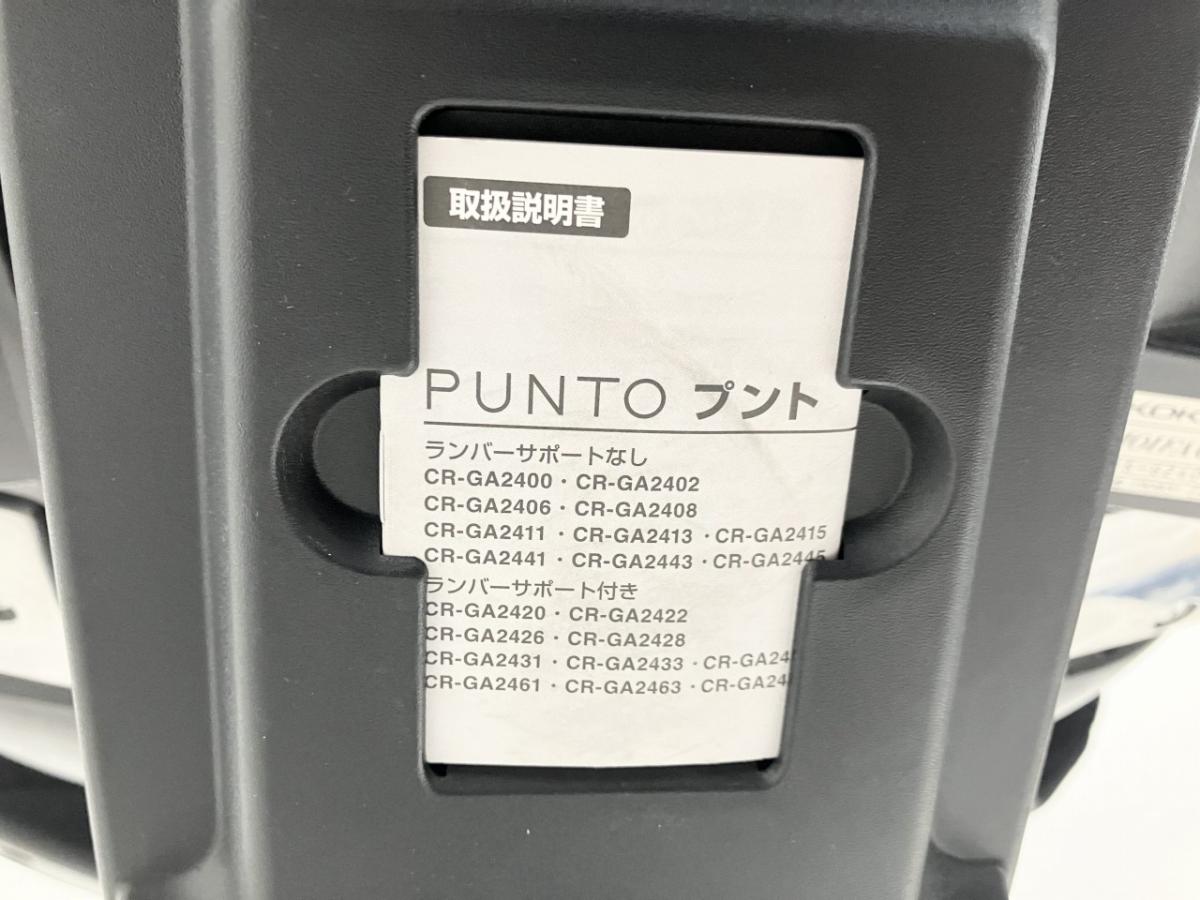 取扱説明書
PUNTO プント
ランバーサポートなし
CR-GA2400・CR-GA2402
CR-GA2406・CR-GA2408
CR-GA2411・CR-GA2413・CR-GA2415
CR-GA2441・CR-GA2443・CR-GA2445
ランバーサポート付き
CR-GA2420・CR-GA2422
CR-GA2426・CR-GA2428
CR-GA2431・CR-GA2433・
CR-GA2461・CR-GA2463・